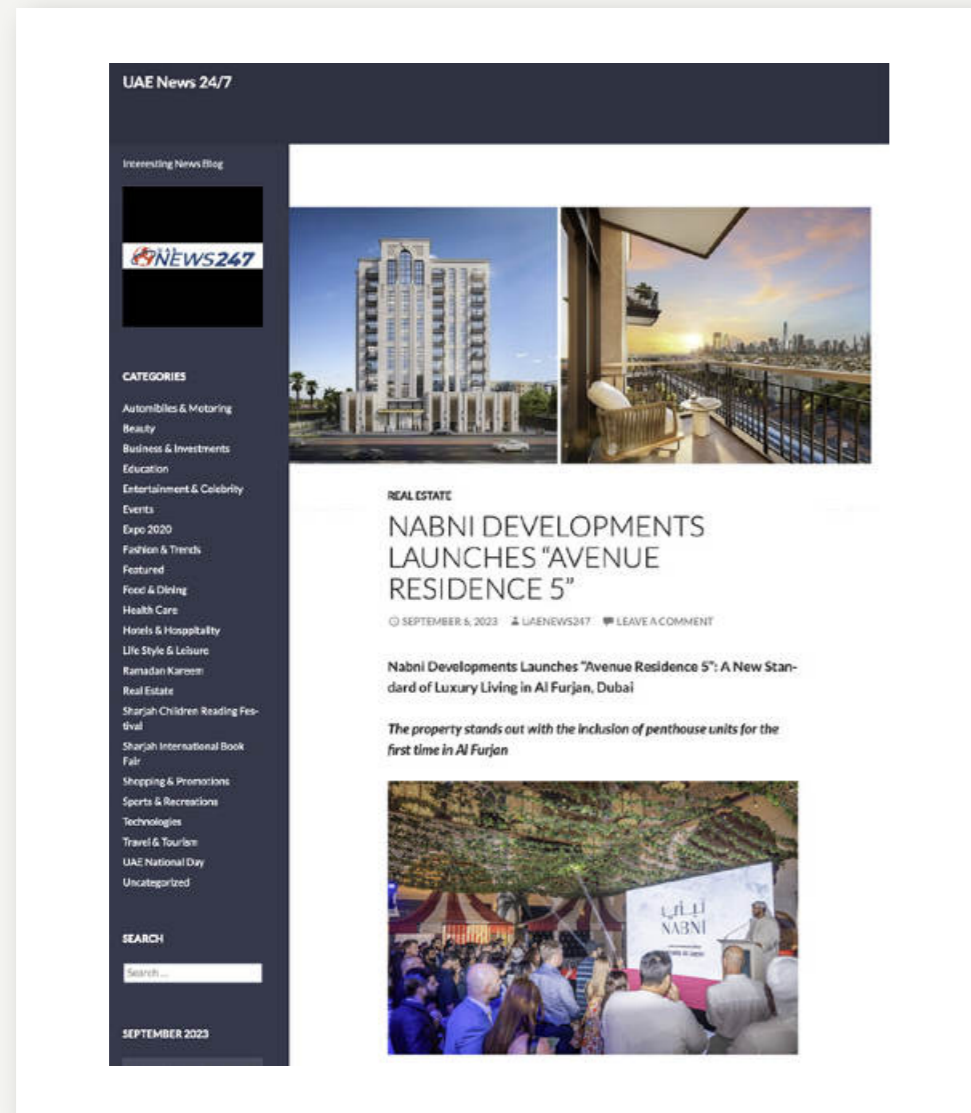 UAE News 24/7
Interesting News Blog
UAE
NEWS247
CATEGORIES
Automibiles & Motoring
Beauty
Business & Investments
Education
Entertainment & Celebrity
Events
Expo 2020
Fashion & Trends
Featured
Food & Dining
Health Care
Hotels & Hosppitality
Life Style & Leisure
Ramadan Kareem
Real Estate
Sharjah Children Reading Fes-
tival
Sharjah International Book
Fair
Shopping & Promotions
Sports & Recreations
Technologies
Travel & Tourism
UAE National Day
Uncategorized
SEARCH
Search ...
SEPTEMBER 2023
REAL ESTATE
NABNI DEVELOPMENTS
LAUNCHES “AVENUE
RESIDENCE 5”
SEPTEMBER 6, 2023 UAENEWS247 LEAVE A COMMENT
Nabni Developments Launches “Avenue Residence 5”: A New Stan-
dard of Luxury Living in Al Furjan, Dubai
The property stands out with the inclusion of penthouse units for the
first time in Al Furjan
نبني
NABNI